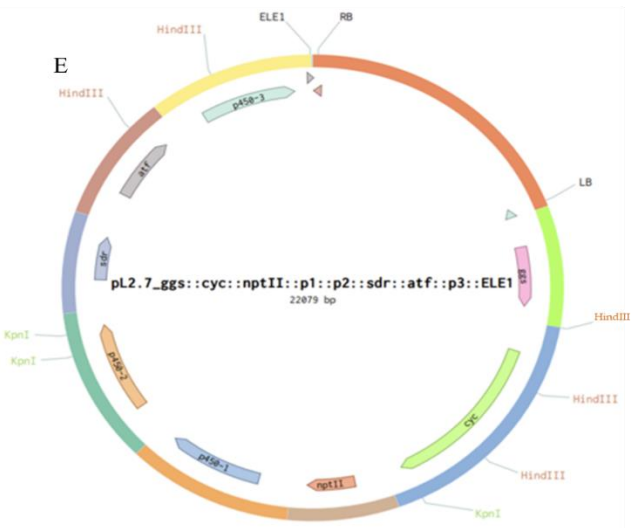 ELE1
RB
HindIII
E
HindIII
p450-3
atf
LB
sdr
pL2.7_ggs::cyc::nptII::p1::p2::sdr::atf::p3::ELE1
22079 bp
ggs
HindIII
KpnI
KpnI
p450-2
HindIII
cyc
p450-1
HindIII
nptII
KpnI